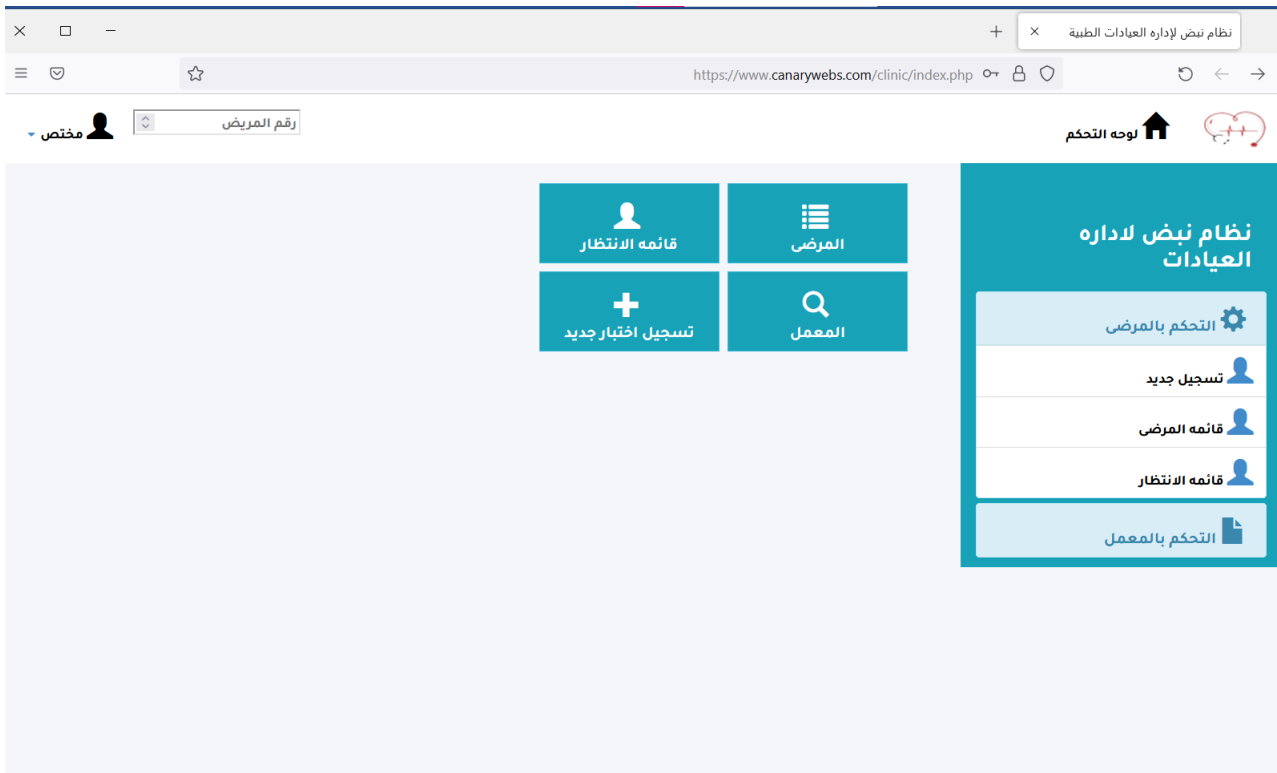 نظام نبض لإداره العيادات الطبية
https://www.canarywebs.com/clinic/index.php
لوحه التحكم
رقم المريض
مختص
نظام نبض لاداره
العيادات
التحكم بالمرضى
تسجيل جديد
قائمه المرضى
قائمه الانتظار
التحكم بالمعمل
المرضى
قائمه الانتظار
المعمل
تسجيل اختبار جديد